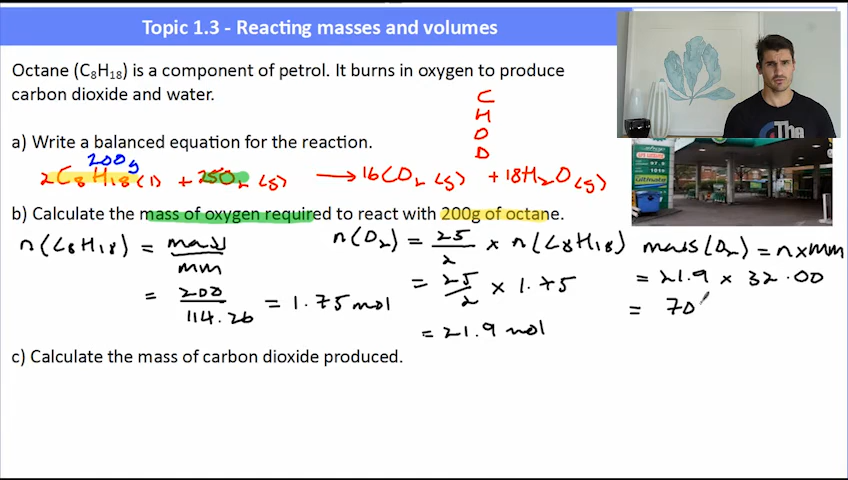 Topic 1.3 - Reacting masses and volumes
Octane (C₈H₁₈) is a component of petrol. It burns in oxygen to produce
carbon dioxide and water.
C
H
O
D
a) Write a balanced equation for the reaction.
200g
2C₈H₁₈(l) + 25O₂(g) → 16CO₂(g) + 18H₂O(g)
b) Calculate the mass of oxygen required to react with 200g of octane.
n(C₈H₁₈) = mass/mm
= 200/114.26 = 1.75 mol
n(O₂) = 25/2 × n(C₈H₁₈)
= 25/2 × 1.75
= 21.9 mol
mass(O₂) = n×mm
= 21.9 × 32.00
= 70
c) Calculate the mass of carbon dioxide produced.
The